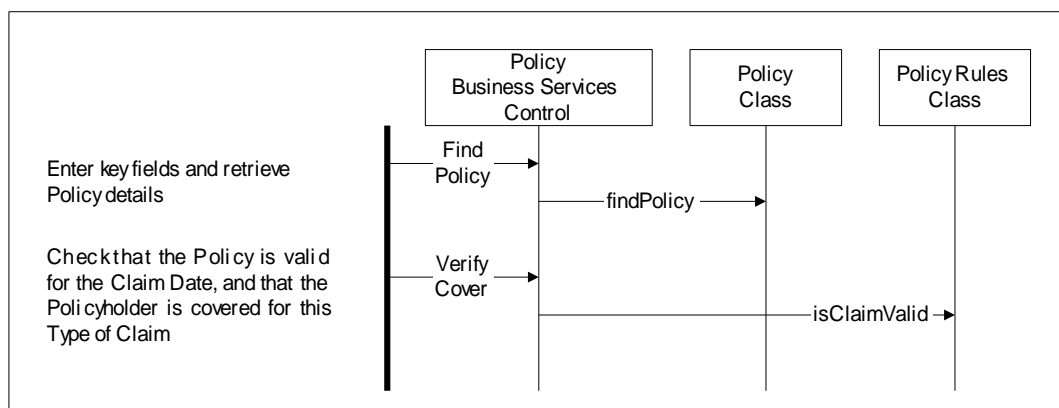 Policy
Business Services
Control
Policy
Class
Policy Rules
Class
Enter key fields and retrieve
Policy details
Find
Policy
findPolicy
Check that the Policy is valid
for the Claim Date, and that the
Policyholder is covered for this
Type of Claim
Verify
Cover
isClaimValid